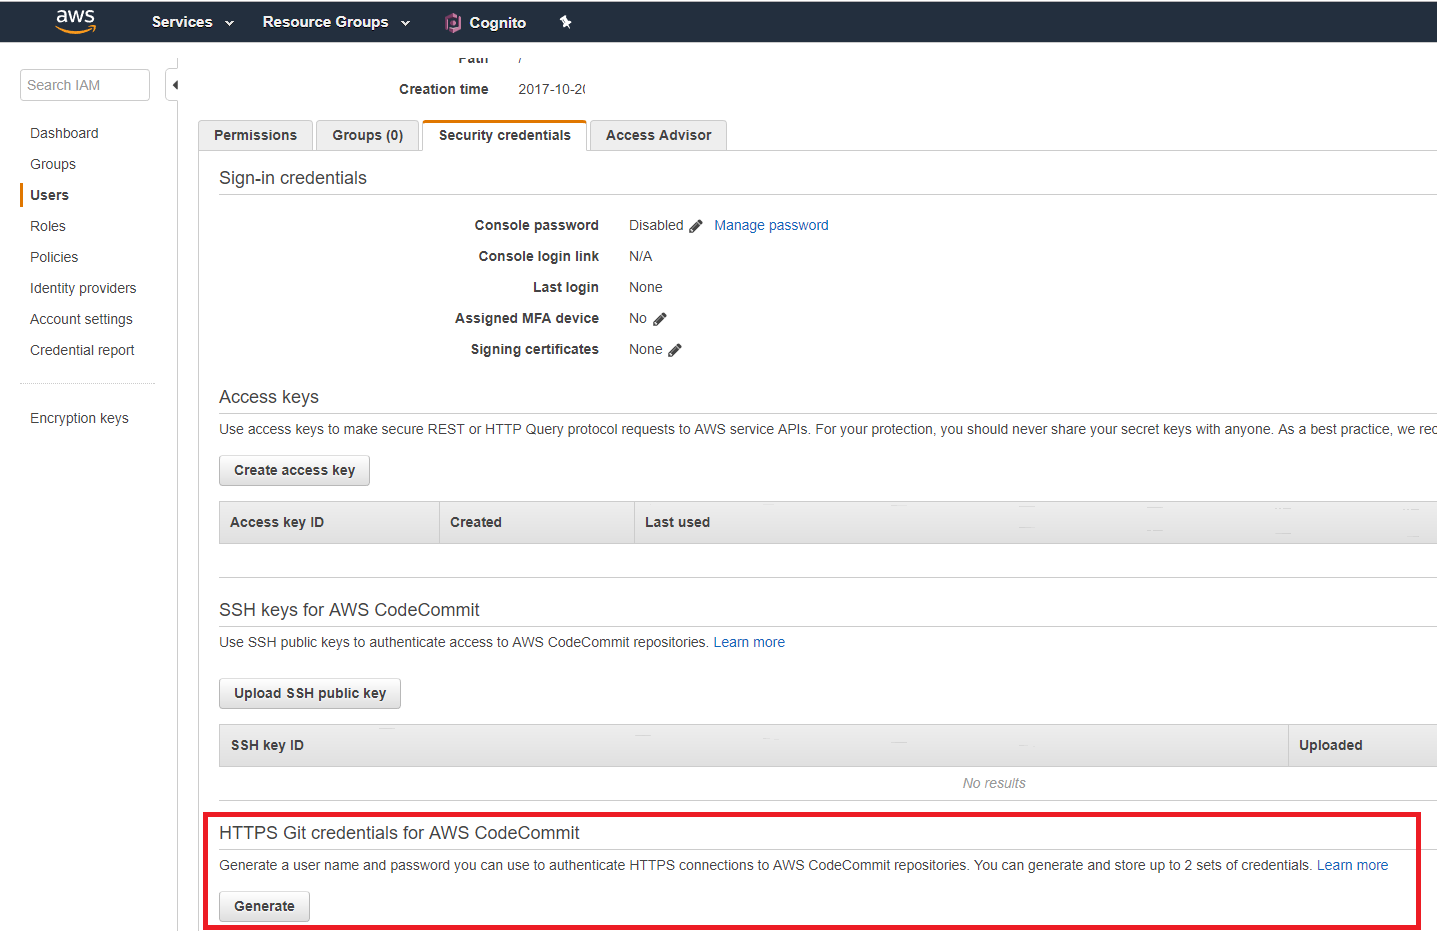 aws Services Resource Groups Cognito
Search IAM
Dashboard
Groups
Users
Roles
Policies
Identity providers
Account settings
Credential report
Encryption keys
Path /
Creation time 2017-10-20
Permissions Groups (0) Security credentials Access Advisor
Sign-in credentials
Console password Disabled Manage password
Console login link N/A
Last login None
Assigned MFA device No
Signing certificates None
Access keys
Use access keys to make secure REST or HTTP Query protocol requests to AWS service APIs. For your protection, you should never share your secret keys with anyone. As a best practice, we rec
Create access key
Access key ID Created Last used
SSH keys for AWS CodeCommit
Use SSH public keys to authenticate access to AWS CodeCommit repositories. Learn more
Upload SSH public key
SSH key ID Uploaded
No results
HTTPS Git credentials for AWS CodeCommit
Generate a user name and password you can use to authenticate HTTPS connections to AWS CodeCommit repositories. You can generate and store up to 2 sets of credentials. Learn more
Generate